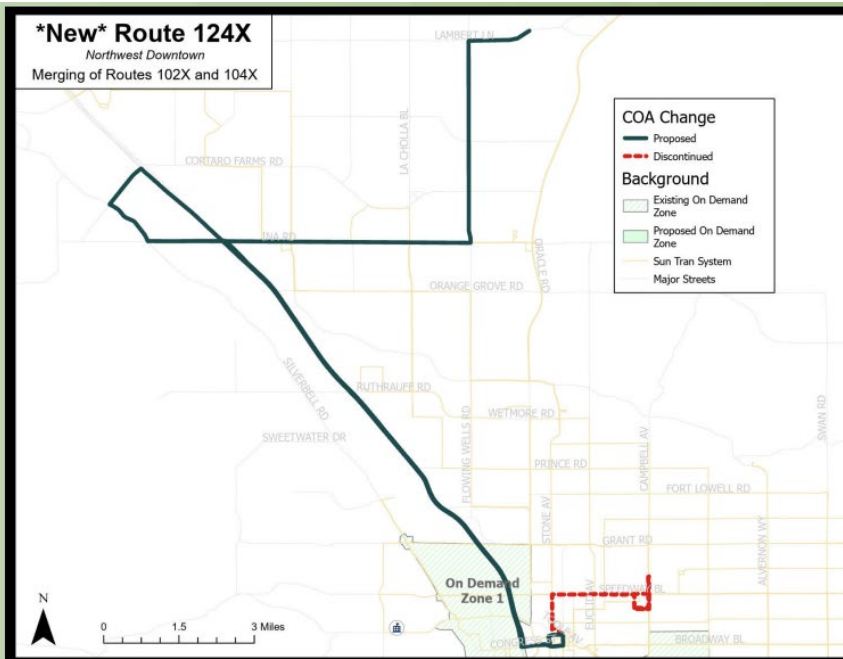 *New* Route 124X
Northwest Downtown
Merging of Routes 102X and 104X
LAMBERT LN
COA Change
Proposed
Discontinued
Background
Existing On Demand
Zone
Proposed On Demand
Zone
Sun Tran System
Major Streets
CORTARO FARMS RD
LA CHOLLA BL
INA RD
ORACLE RD
ORANGE GROVE RD
SILVERBELL RD
RUTHRAUFF RD
FLOWING WELLS RD
WETMORE RD
SWAN RD
SWEETWATER DR
CAMPBELL AV
PRINCE RD
STONE AV
FORT LOWELL RD
GRANT RD
ALVERNON WY
EUCLID AV
SPEEDWAY BL
On Demand
Zone 1
CONGRESS
BROADWAY BL
N
0 1.5 3 Miles